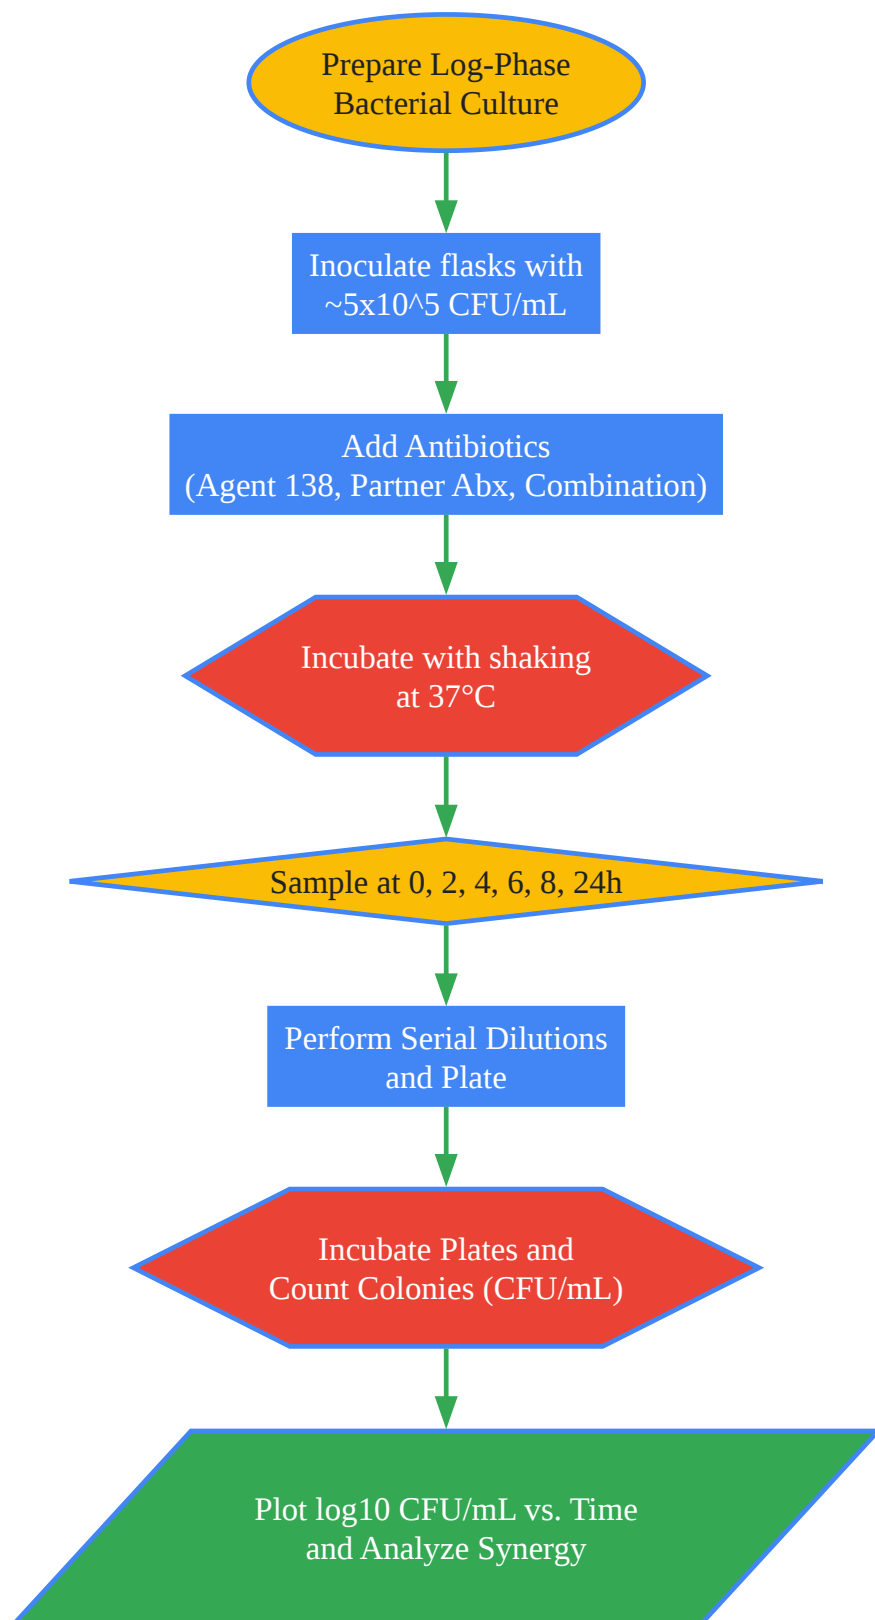 Prepare Log-Phase
Bacterial Culture
Inoculate flasks with
~5x10^5 CFU/mL
Add Antibiotics
(Agent 138, Partner Abx, Combination)
Incubate with shaking
at 37°C
Sample at 0, 2, 4, 6, 8, 24h
Perform Serial Dilutions
and Plate
Incubate Plates and
Count Colonies (CFU/mL)
Plot log10 CFU/mL vs. Time
and Analyze Synergy